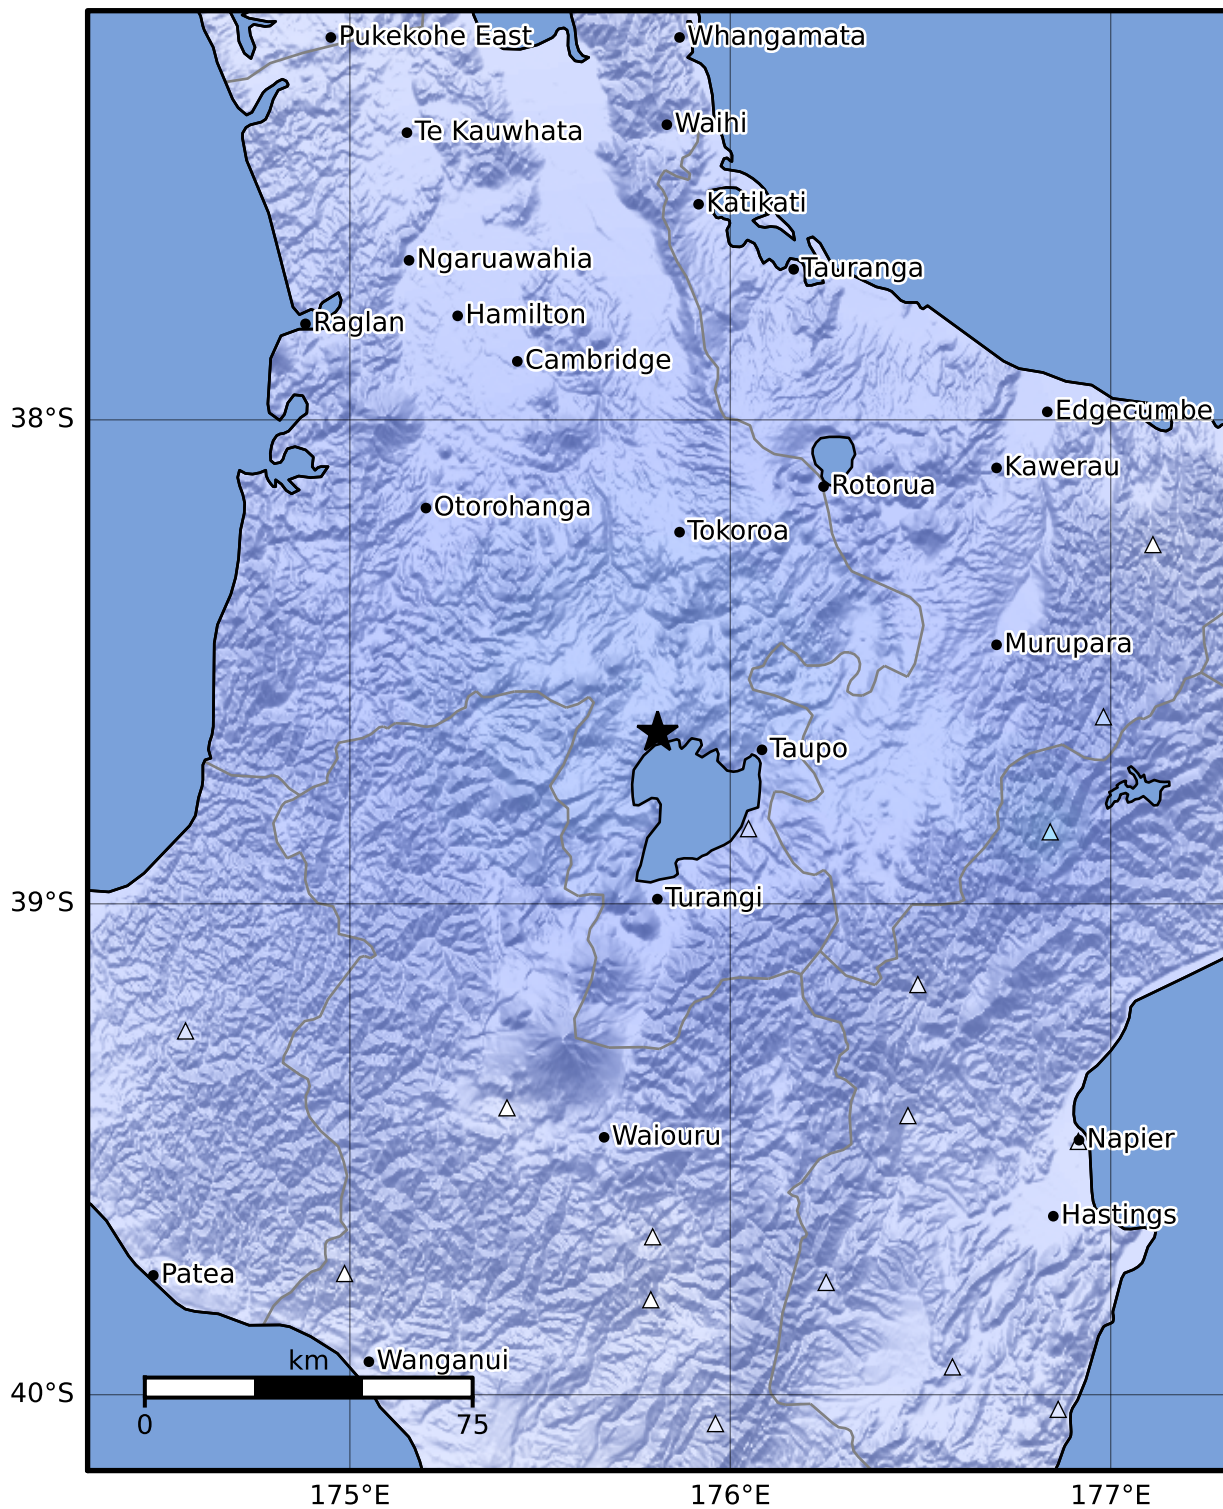 Pukekohe East
Whangamata
Te Kauwhata
Waihi
Katikati
Ngaruawahia
Tauranga
Raglan
Hamilton
Cambridge
38°S
Edgecumbe
Kawerau
Rotorua
Otorohanga
Tokoroa
Murupara
Taupo
39°S
Turangi
Waiouru
Napier
Hastings
Patea
km
Wanganui
40°S
0
75
175°E
176°E
177°E